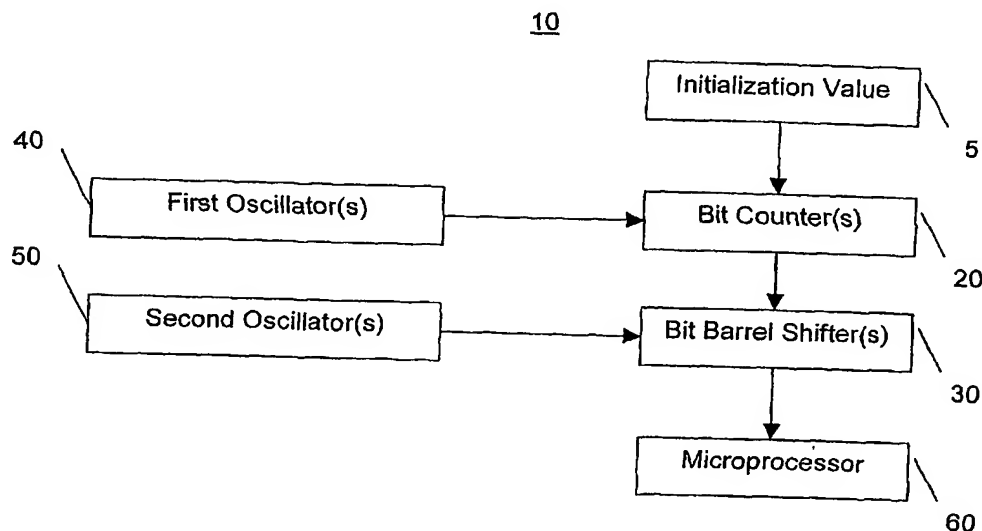 10
Initialization Value
5
40
First Oscillator(s)
Bit Counter(s)
20
50
Second Oscillator(s)
Bit Barrel Shifter(s)
30
Microprocessor
60